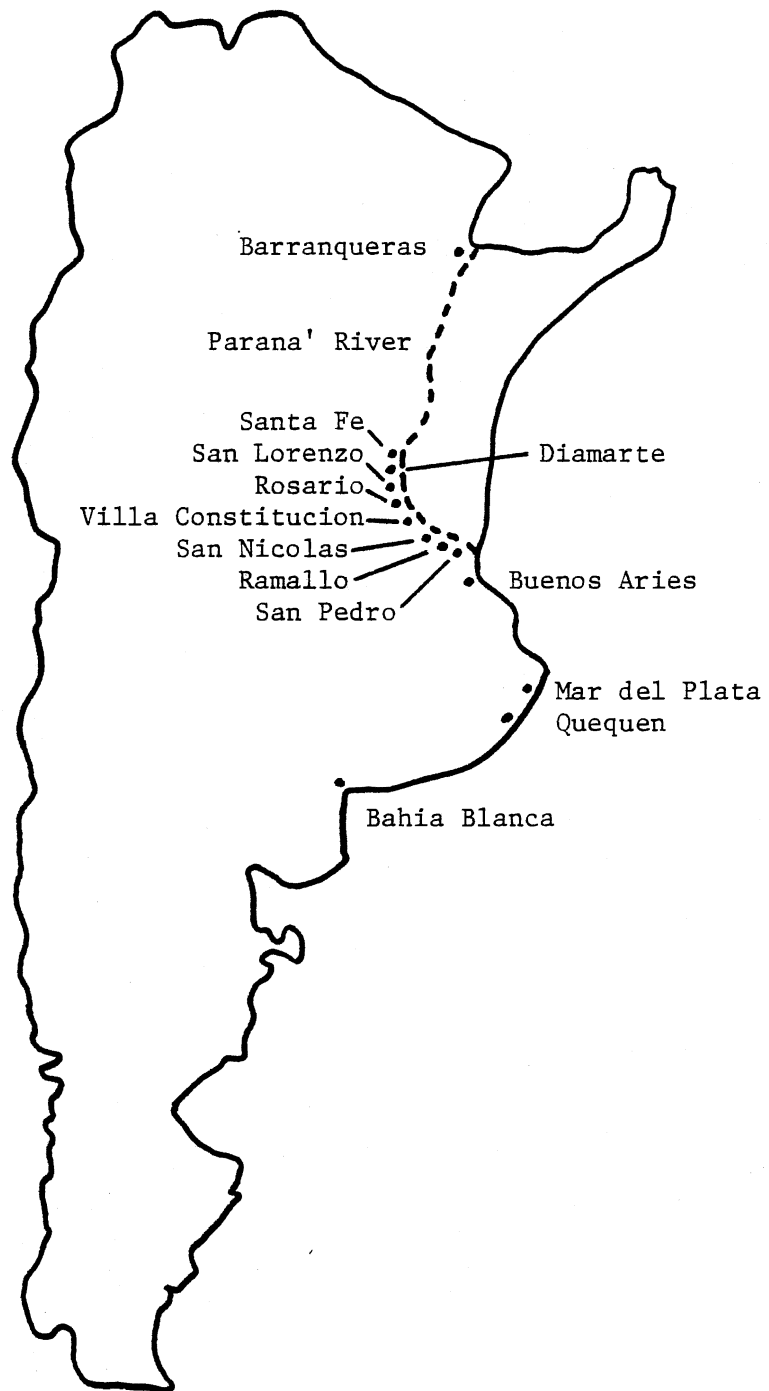 Barranqueras
Parana' River
Santa Fe
San Lorenzo
Diamarte
Rosario
Villa Constitucion
San Nicolas
Ramallo
Buenos Aries
San Pedro
Mar del Plata
Quequen
Bahia Blanca